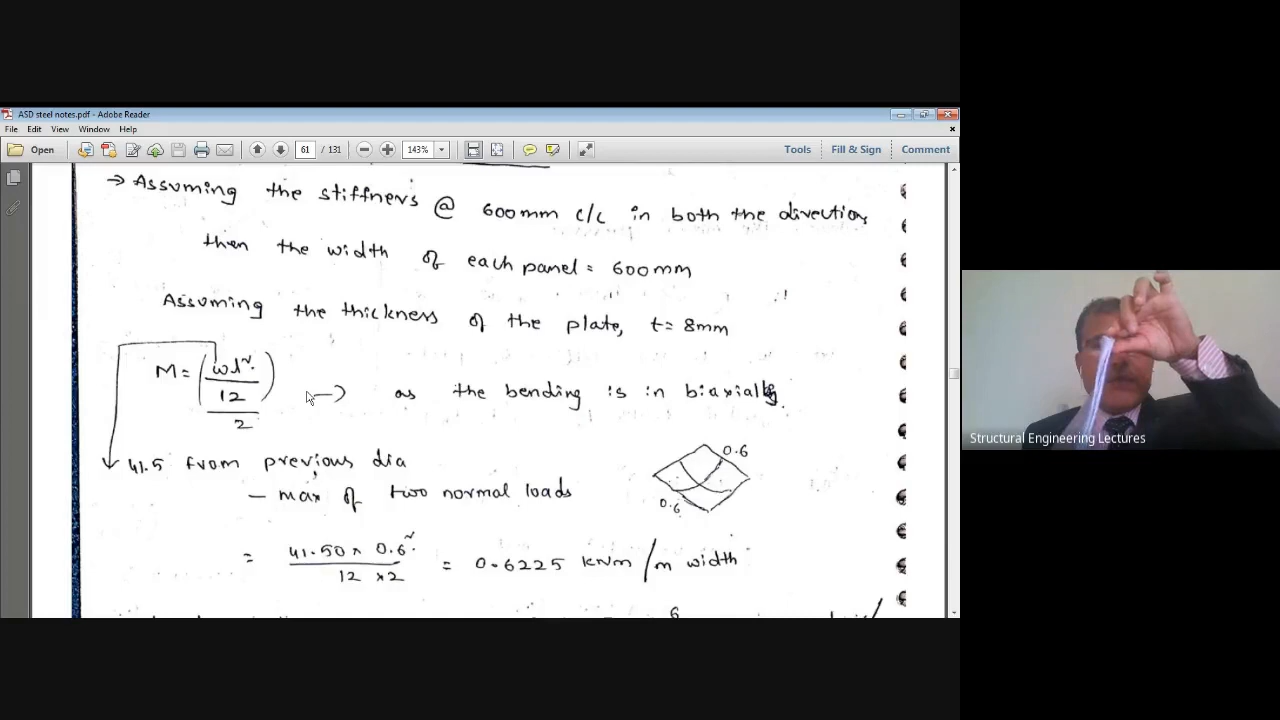 ASD steel notes.pdf - Adobe Reader
File Edit View Window Help
Open 61 / 131 143% Tools Fill & Sign Comment
→ Assuming the stiffners @ 600mm c/c in both the direction
then the width of each panel = 600mm
Assuming the thickness of the plate, t = 8mm
M = (wl²/12)/2 → as the bending is in biaxially.
41.5 from previous dia
- max of two normal loads
0.6
0.6
= 41.50 x 0.6² / 12 x 2 = 0.6225 kNm /m width
6
Structural Engineering Lectures